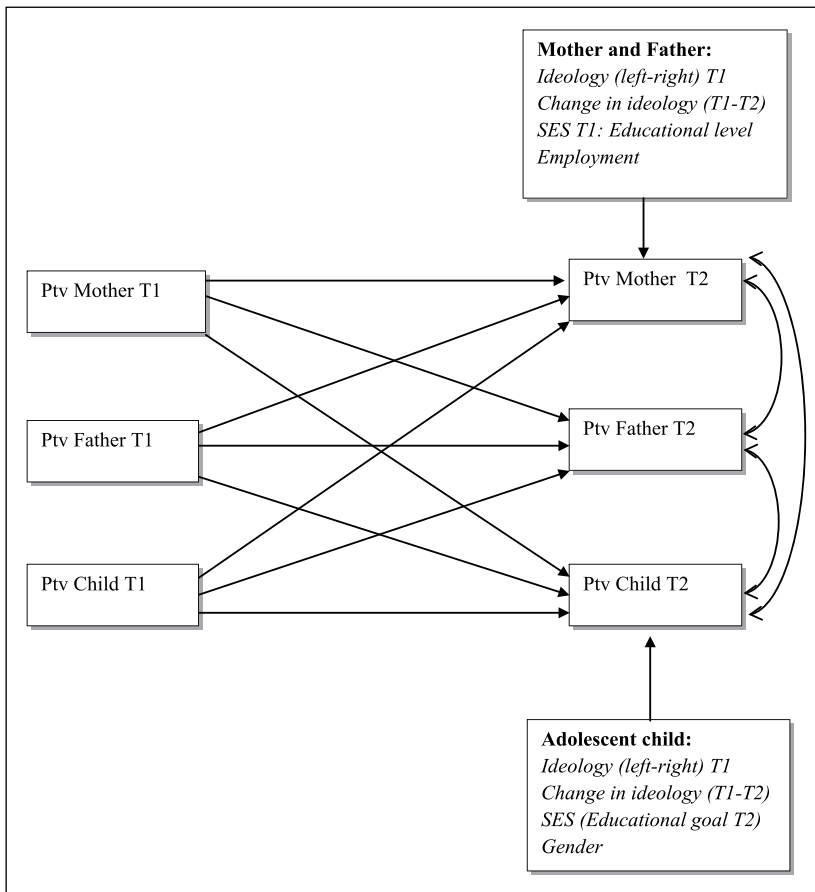 Mother and Father:
Ideology (left-right) T1
Change in ideology (T1-T2)
SES T1: Educational level
Employment
Ptv Mother T1
Ptv Mother T2
Ptv Father T1
Ptv Father T2
Ptv Child T1
Ptv Child T2
Adolescent child:
Ideology (left-right) T1
Change in ideology (T1-T2)
SES (Educational goal T2)
Gender